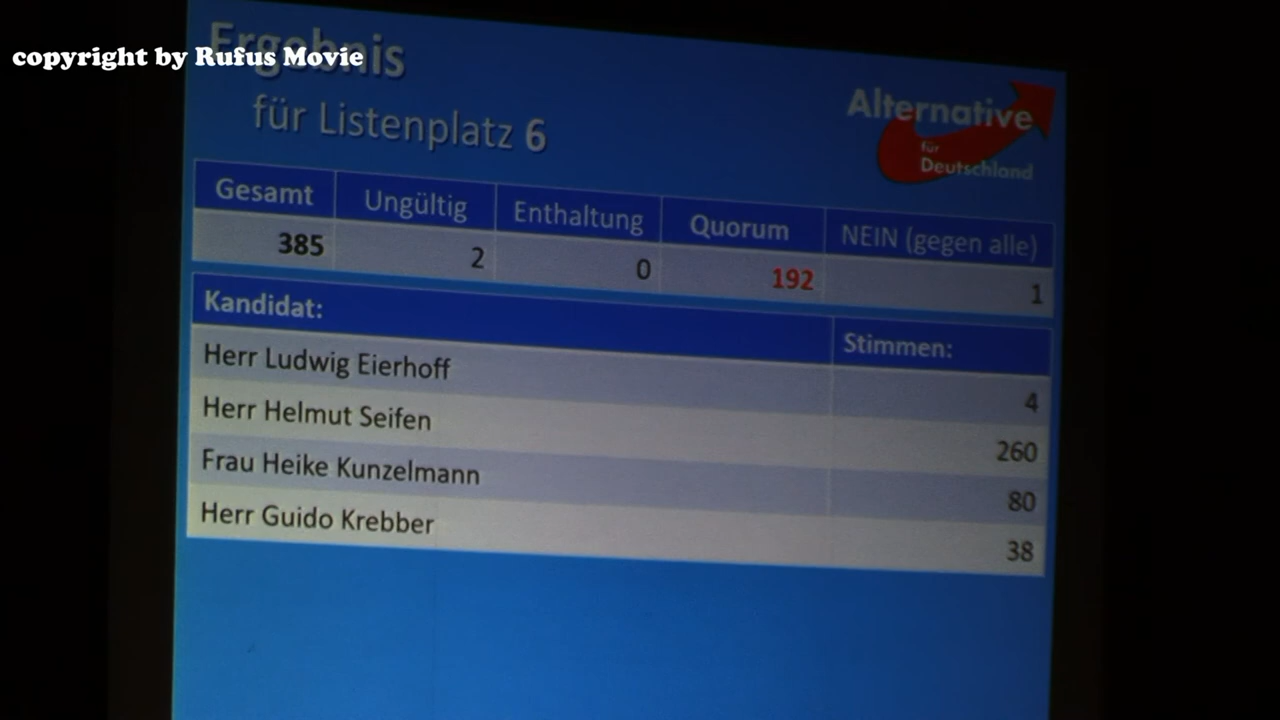 Ergebnis
copyright by Rufus Movie
für Listenplatz 6
Alternative
für
Deutschland
Gesamt Ungültig Enthaltung Quorum NEIN (gegen alle)
385 2 0 192 1
Kandidat: Stimmen:
Herr Ludwig Eierhoff 4
Herr Helmut Seifen 260
Frau Heike Kunzelmann 80
Herr Guido Krebber 38